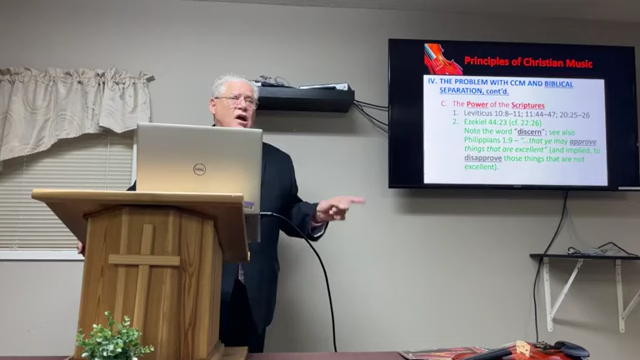 Principles of Christian Music
IV. THE PROBLEM WITH CCM AND BIBLICAL
SEPARATION, cont'd.
C. The Power of the Scriptures
1. Leviticus 10:8–11; 11:44–47; 20:25–26
2. Ezekiel 44:23 (cf. 22:26)
Note the word "discern"; see also
Philippians 1:9 – "…that ye may approve
things that are excellent" (and implied, to
disapprove those things that are not
excellent).
DELL